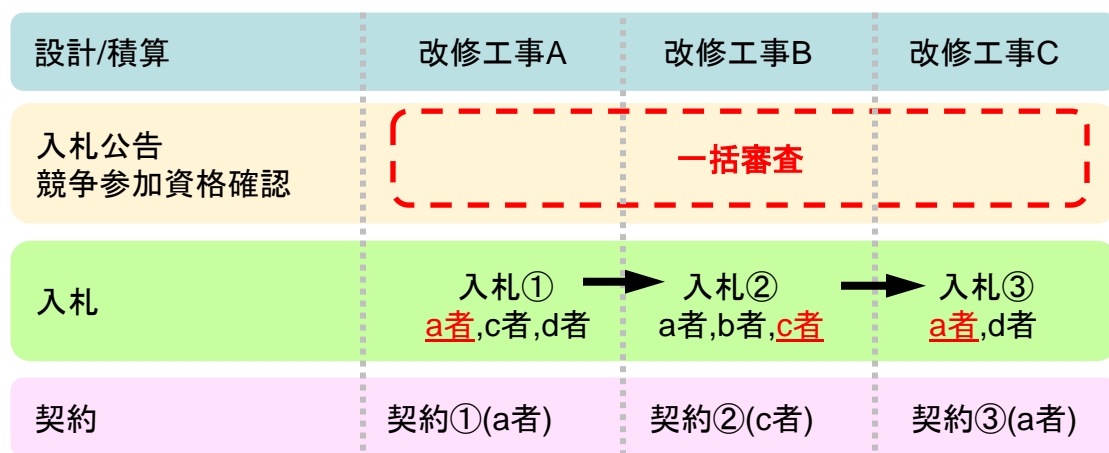 設計/積算 改修工事A 改修工事B 改修工事C
入札公告
競争参加資格確認
一括審査
入札
入札① 入札② 入札③
a者,c者,d者 a者,b者,c者 a者,d者
契約 契約①(a者) 契約②(c者) 契約③(a者)